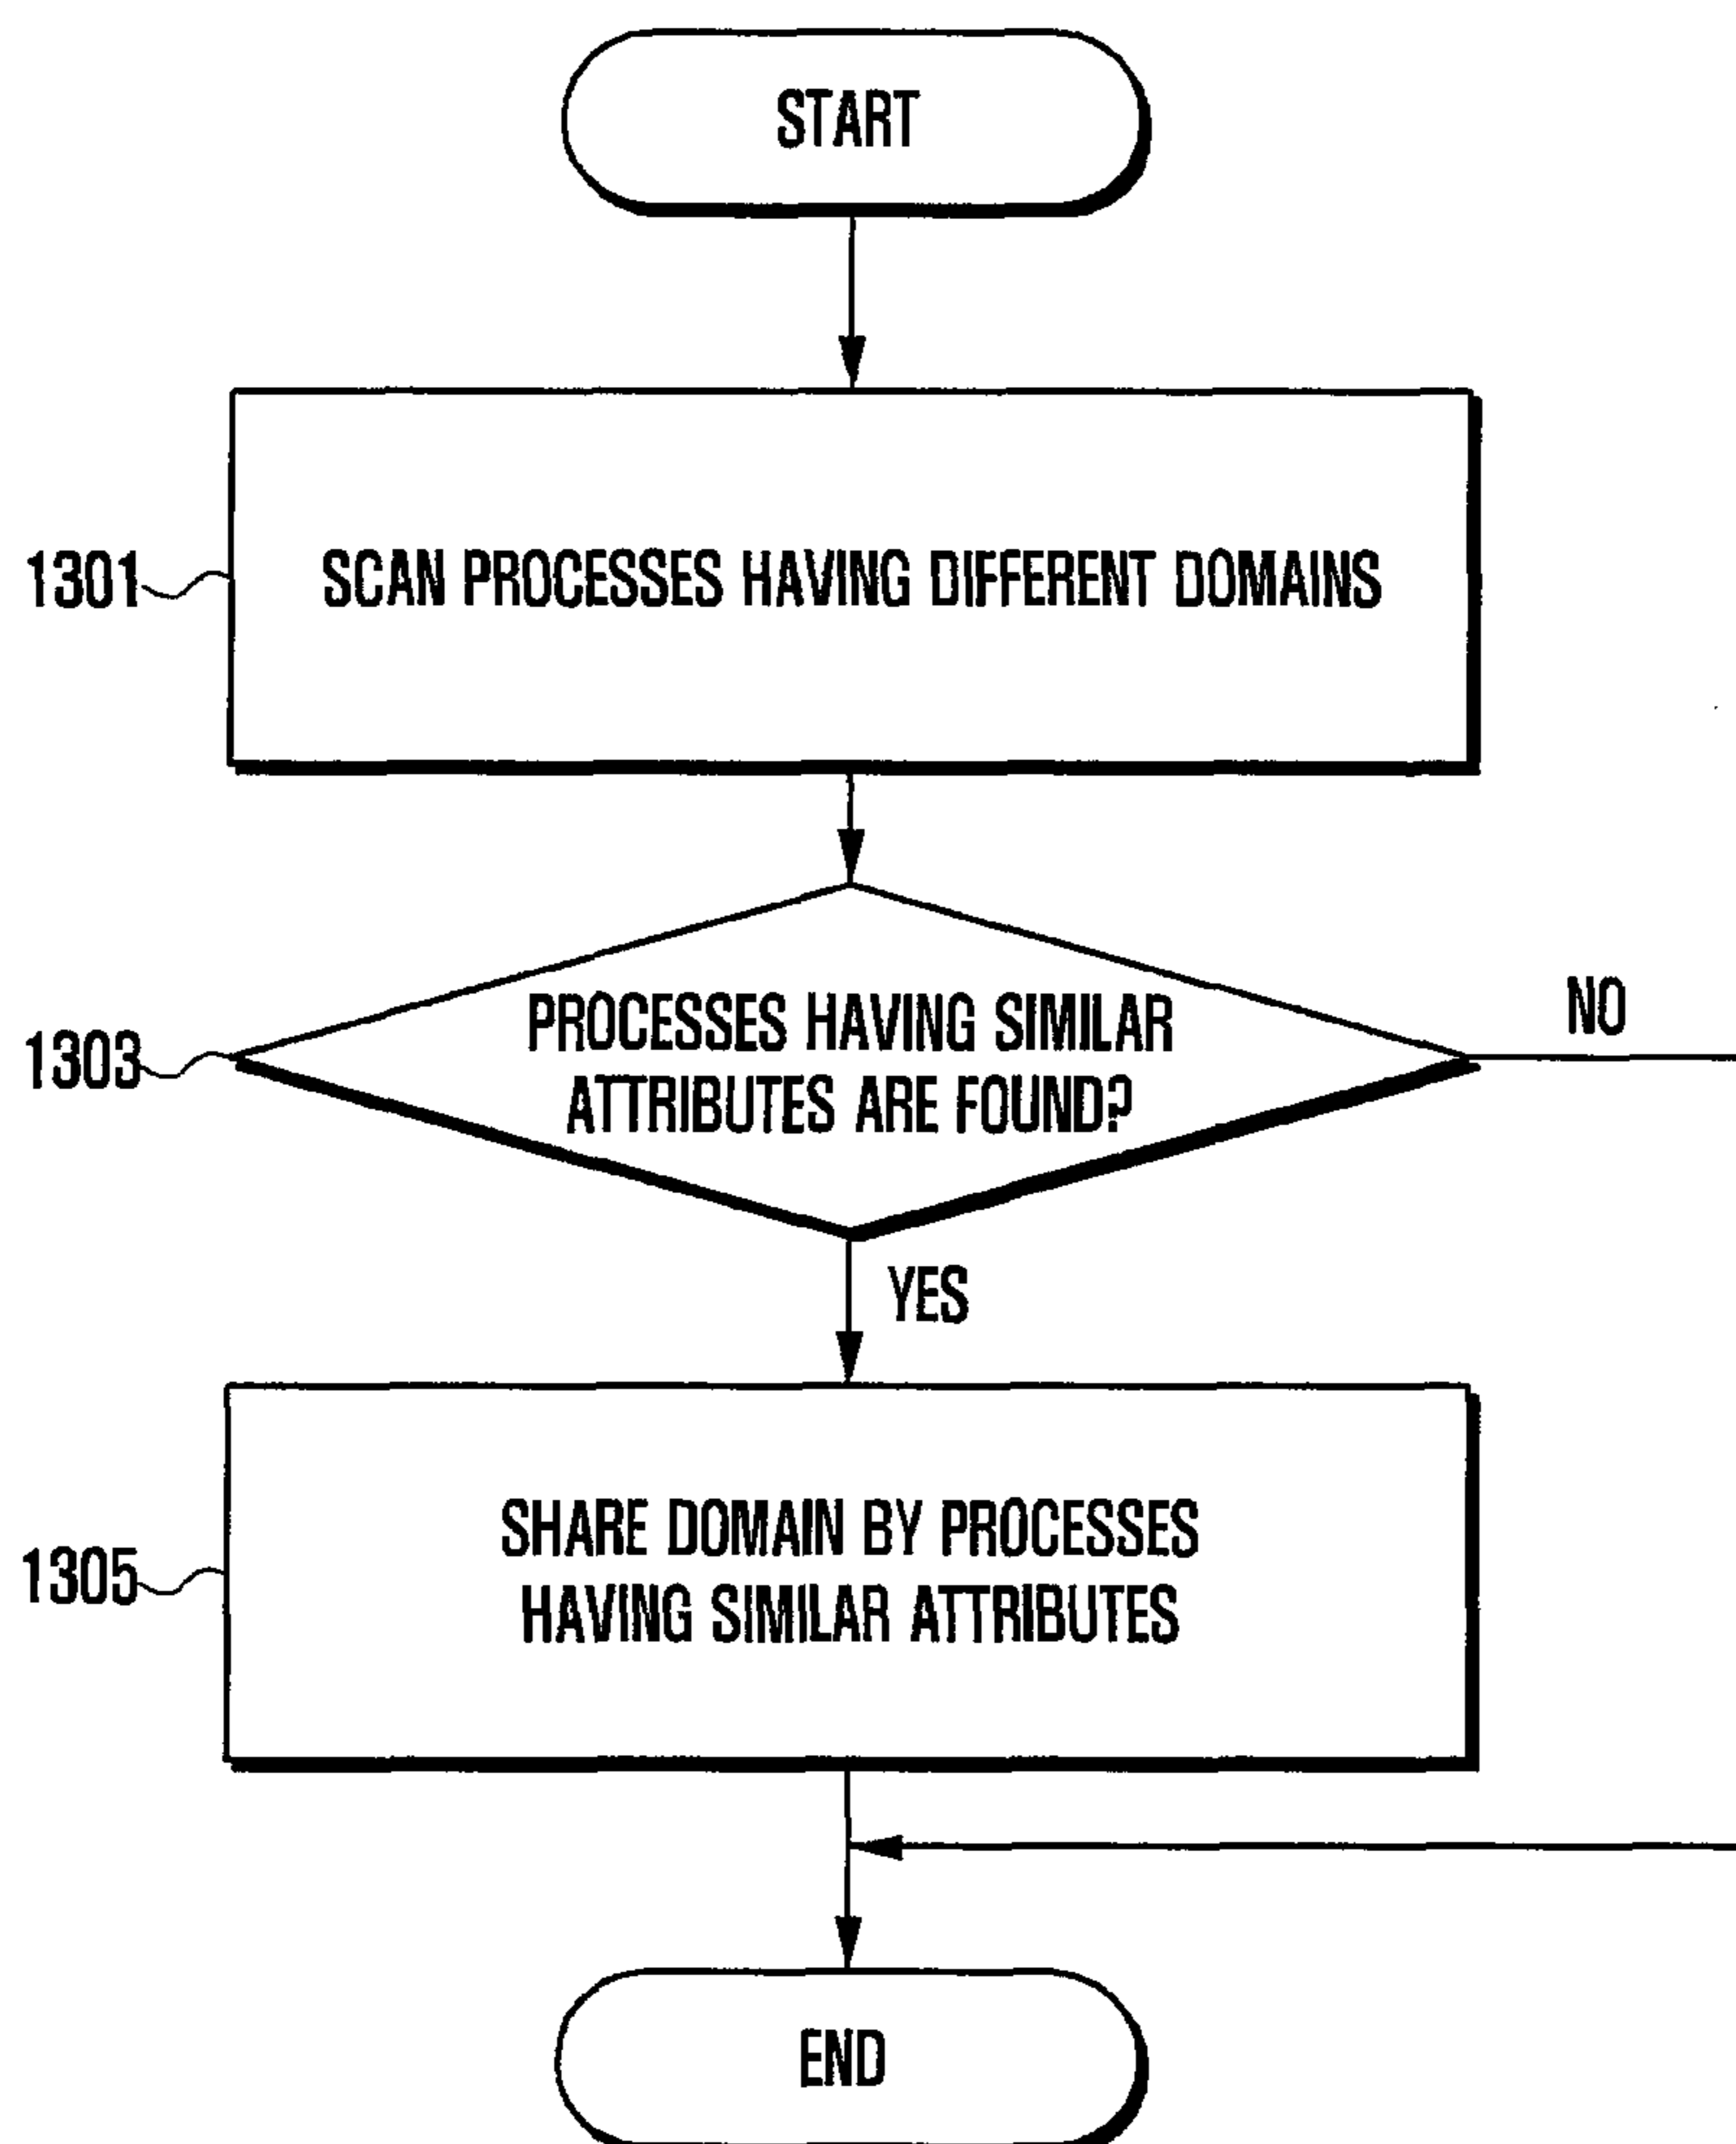 START
1301
SCAN PROCESSES HAVING DIFFERENT DOMAINS
1303
PROCESSES HAVING SIMILAR
ATTRIBUTES ARE FOUND?
NO
YES
1305
SHARE DOMAIN BY PROCESSES
HAVING SIMILAR ATTRIBUTES
END